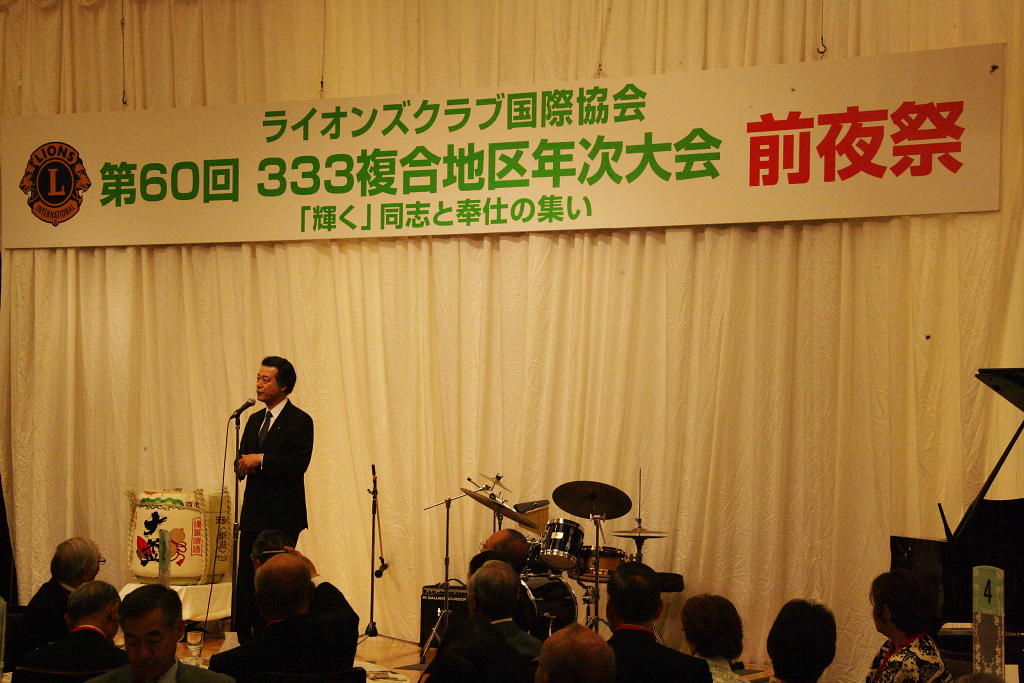 ライオンズクラブ国際協会
第60回 333複合地区年次大会 前夜祭
「輝く」同志と奉仕の集い
LIONS
L
INTERNATIONAL
4